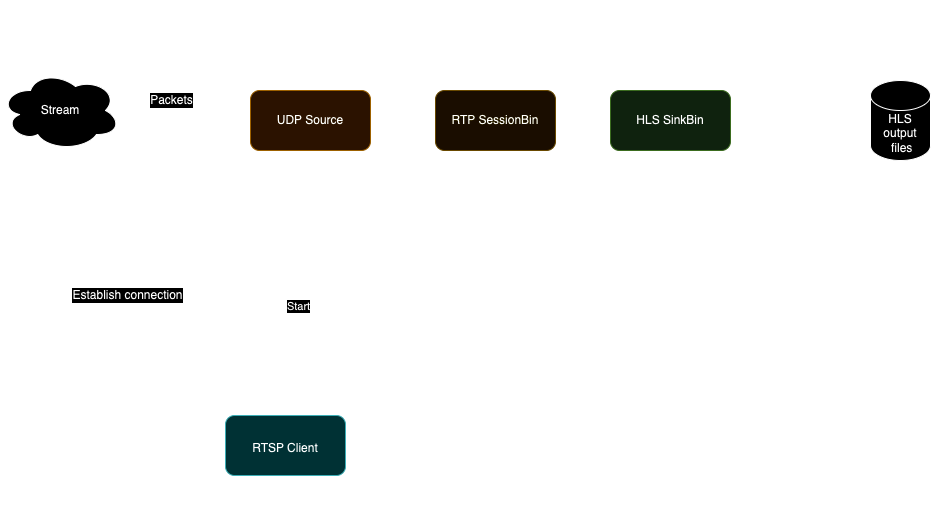 Stream
Packets
UDP Source
RTP SessionBin
HLS SinkBin
HLS
output
files
Establish connection
Start
RTSP Client